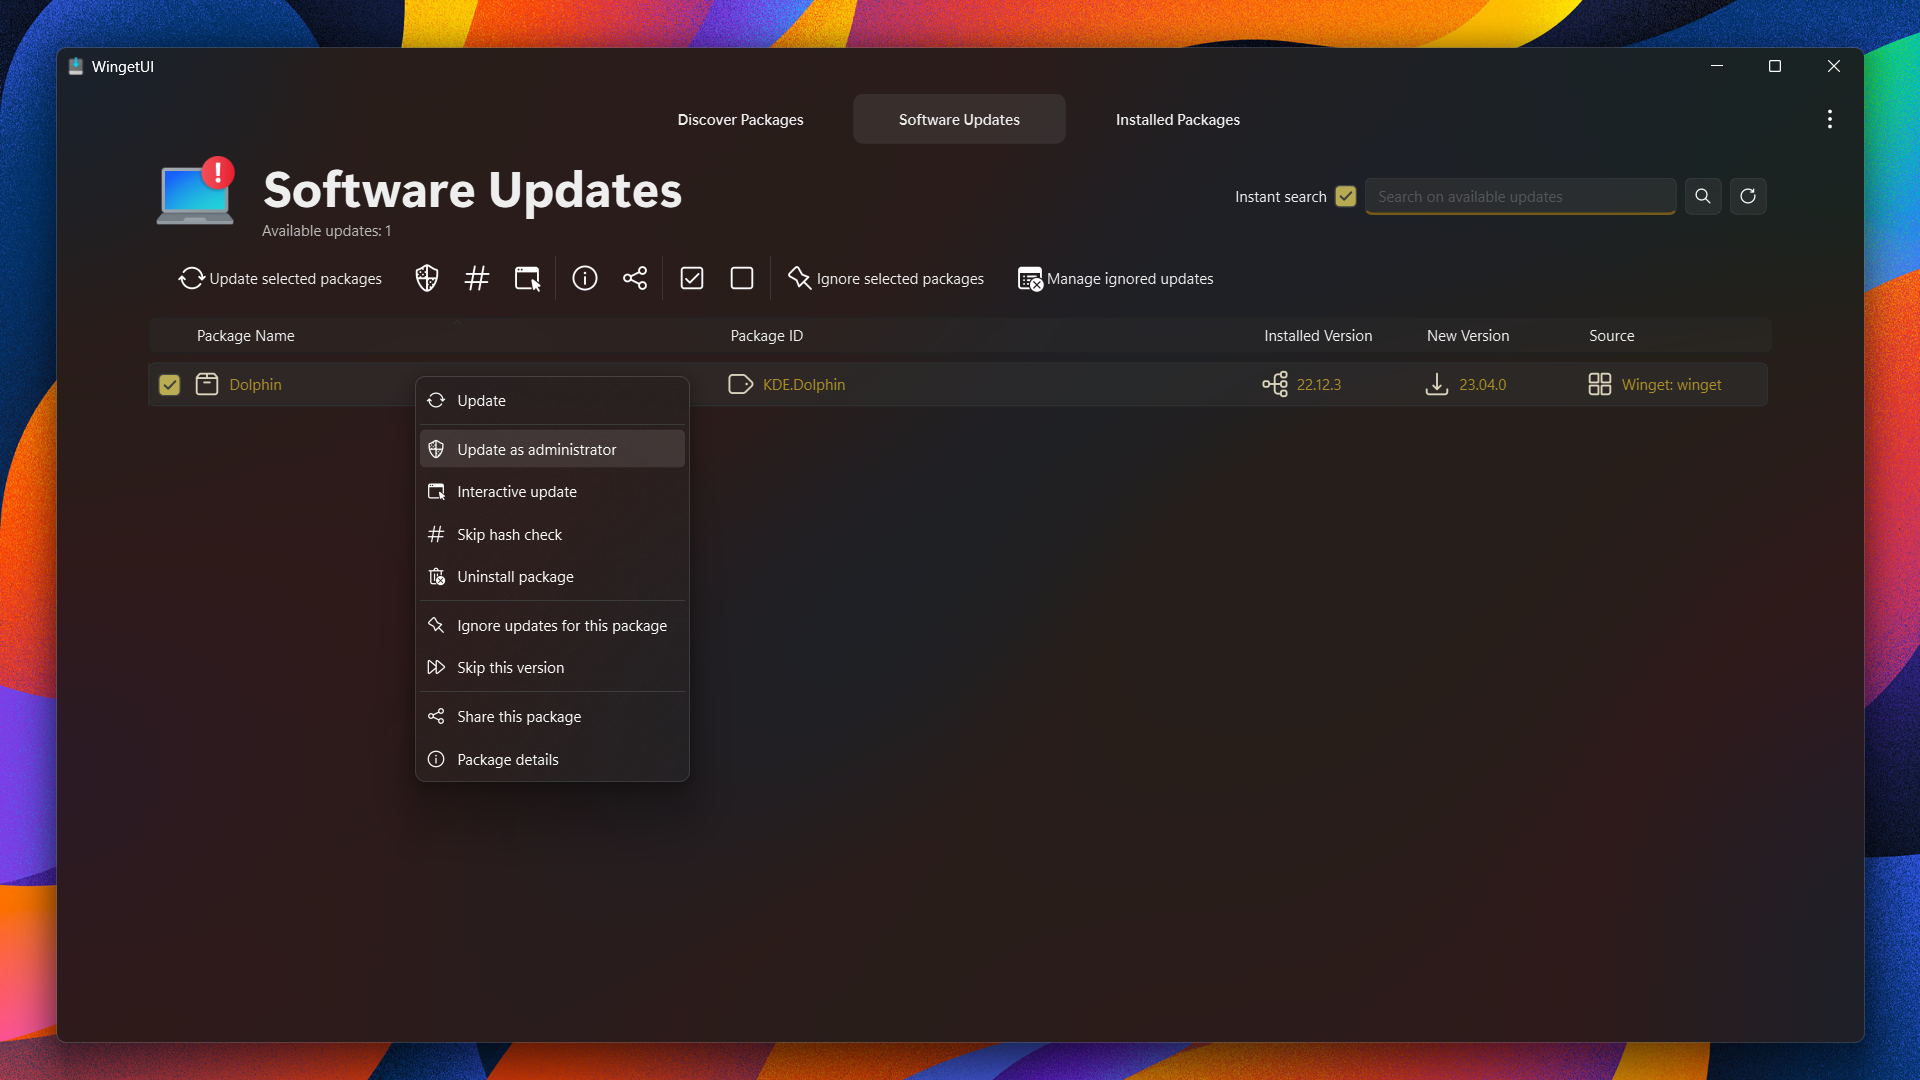 WingetUI
Discover Packages
Software Updates
Installed Packages
Software Updates
Available updates: 1
Instant search
Search on available updates
Update selected packages
Ignore selected packages
Manage ignored updates
Package Name
Package ID
Installed Version
New Version
Source
Dolphin
KDE.Dolphin
22.12.3
23.04.0
Winget: winget
Update
Update as administrator
Interactive update
Skip hash check
Uninstall package
Ignore updates for this package
Skip this version
Share this package
Package details